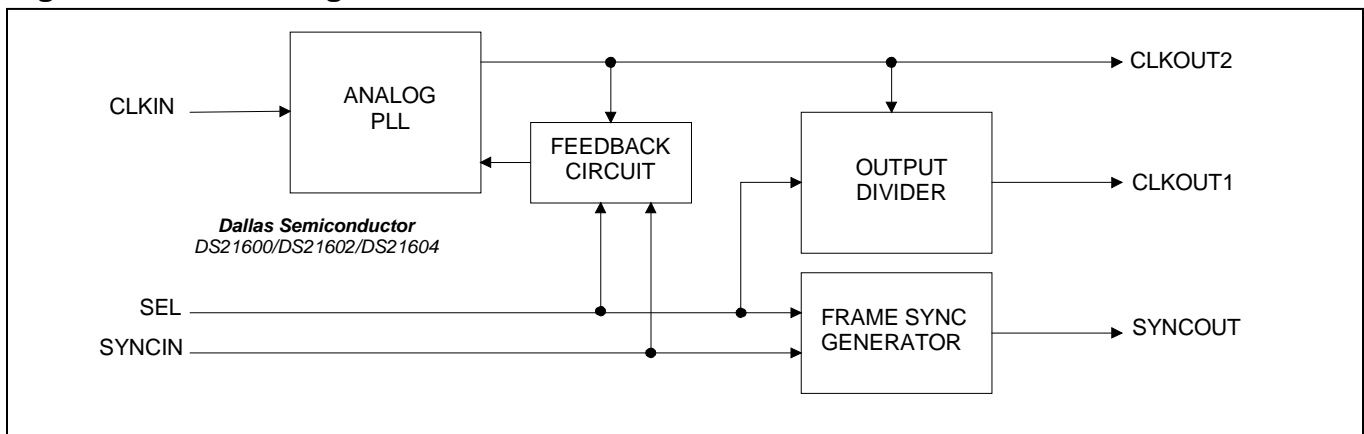 CLKIN
ANALOG
PLL
FEEDBACK
CIRCUIT
OUTPUT
DIVIDER
CLKOUT2
CLKOUT1
Dallas Semiconductor
DS21600/DS21602/DS21604
SEL
SYNCIN
FRAME SYNC
GENERATOR
SYNCOUT